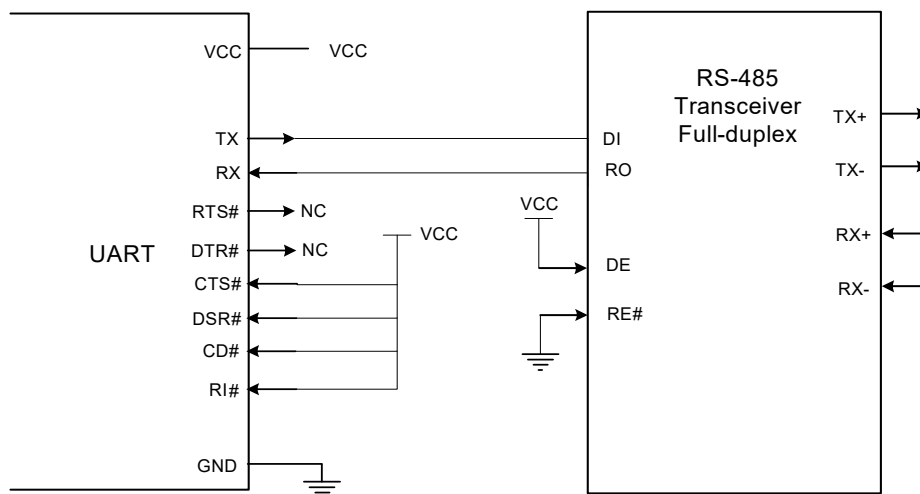 VCC
VCC
TX
RX
RTS#
NC
DTR#
NC
CTS#
DSR#
CD#
RI#
GND
UART
VCC
RS-485
Transceiver
Full-duplex
DI
RO
VCC
DE
RE#
TX+
TX-
RX+
RX-